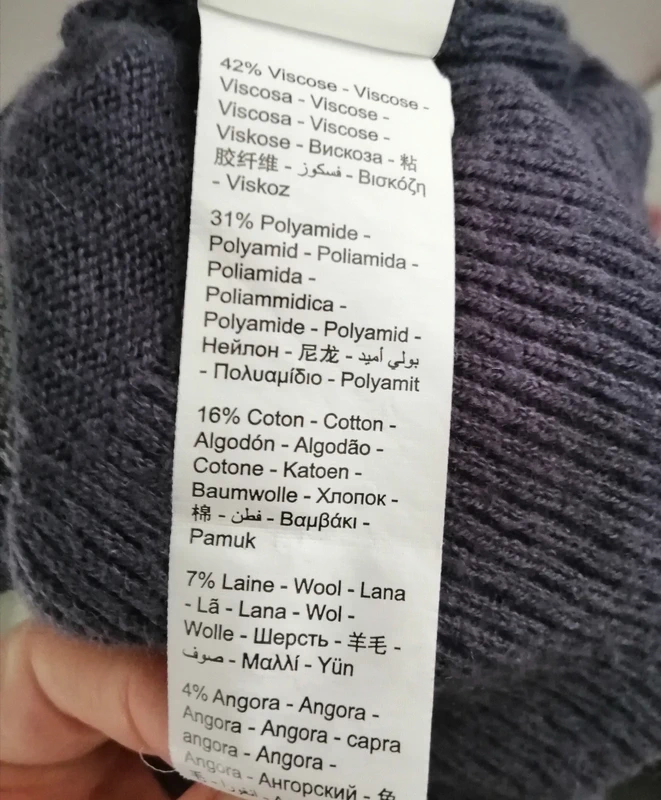 42% Viscose - Viscose -
Viscosa - Viscose -
Viscosa - Viscose -
Viskose - Вискоза - 粘
胶纤维 - فسكوز - Βισκόζη
- Viskoz
31% Polyamide -
Polyamid - Poliamida -
Poliamida -
Poliammidica -
Polyamide - Polyamid -
Нейлон - 尼龙 - بولي أميد
- Πολυαμίδιο - Polyamit
16% Coton - Cotton -
Algodón - Algodão -
Cotone - Katoen -
Baumwolle - Хлопок -
棉 - قطن - Βαμβάκι -
Pamuk
7% Laine - Wool - Lana
- Lã - Lana - Wol -
Wolle - Шерсть - 羊毛 -
صوف - Μαλλί - Yün
4% Angora - Angora -
Angora - Angora - capra
angora - Angora -
Angora - Ангорский - 兔